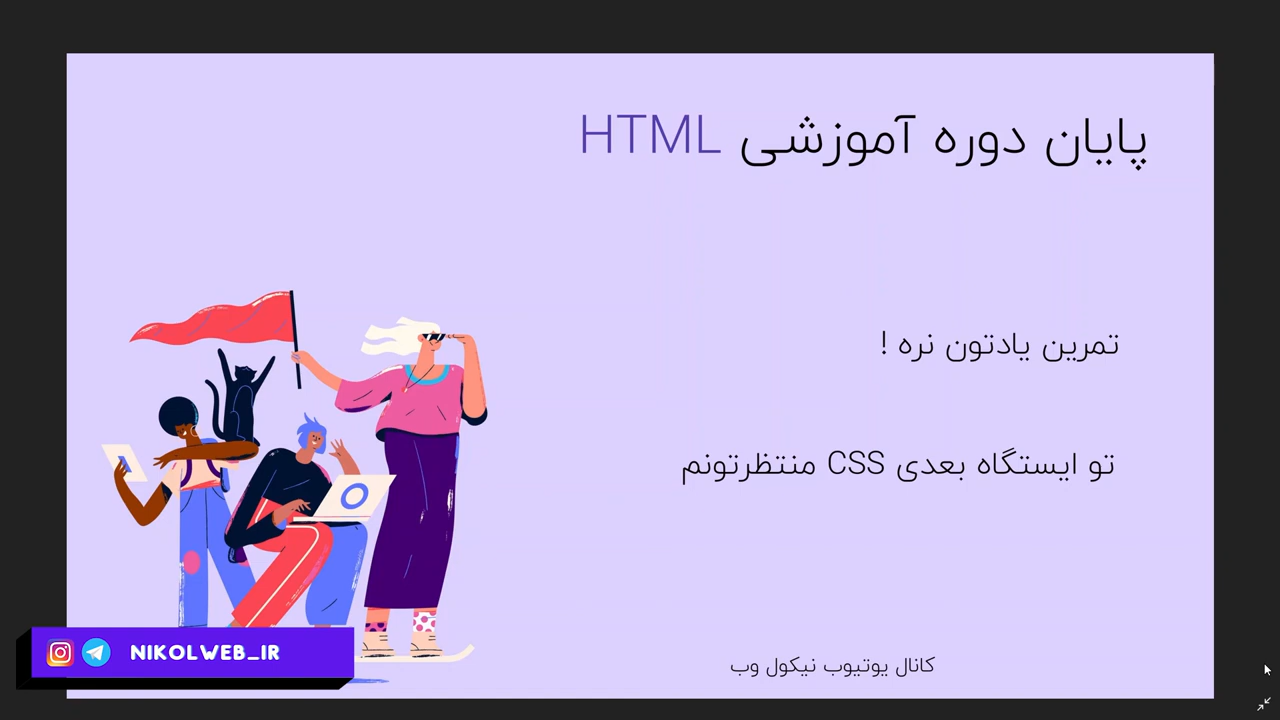 پایان دوره آموزشی HTML
تمرین یادتون نره !
تو ایستگاه بعدی CSS منتظرتونم
کانال یوتیوب نیکول وب
NIKOLWEB_IR